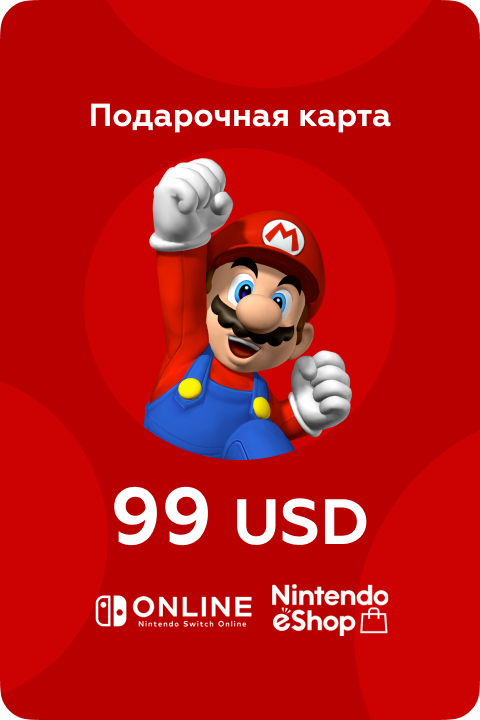 Подарочная карта
M
99 USD
ONLINE
Nintendo Switch Online
Nintendo
eShop